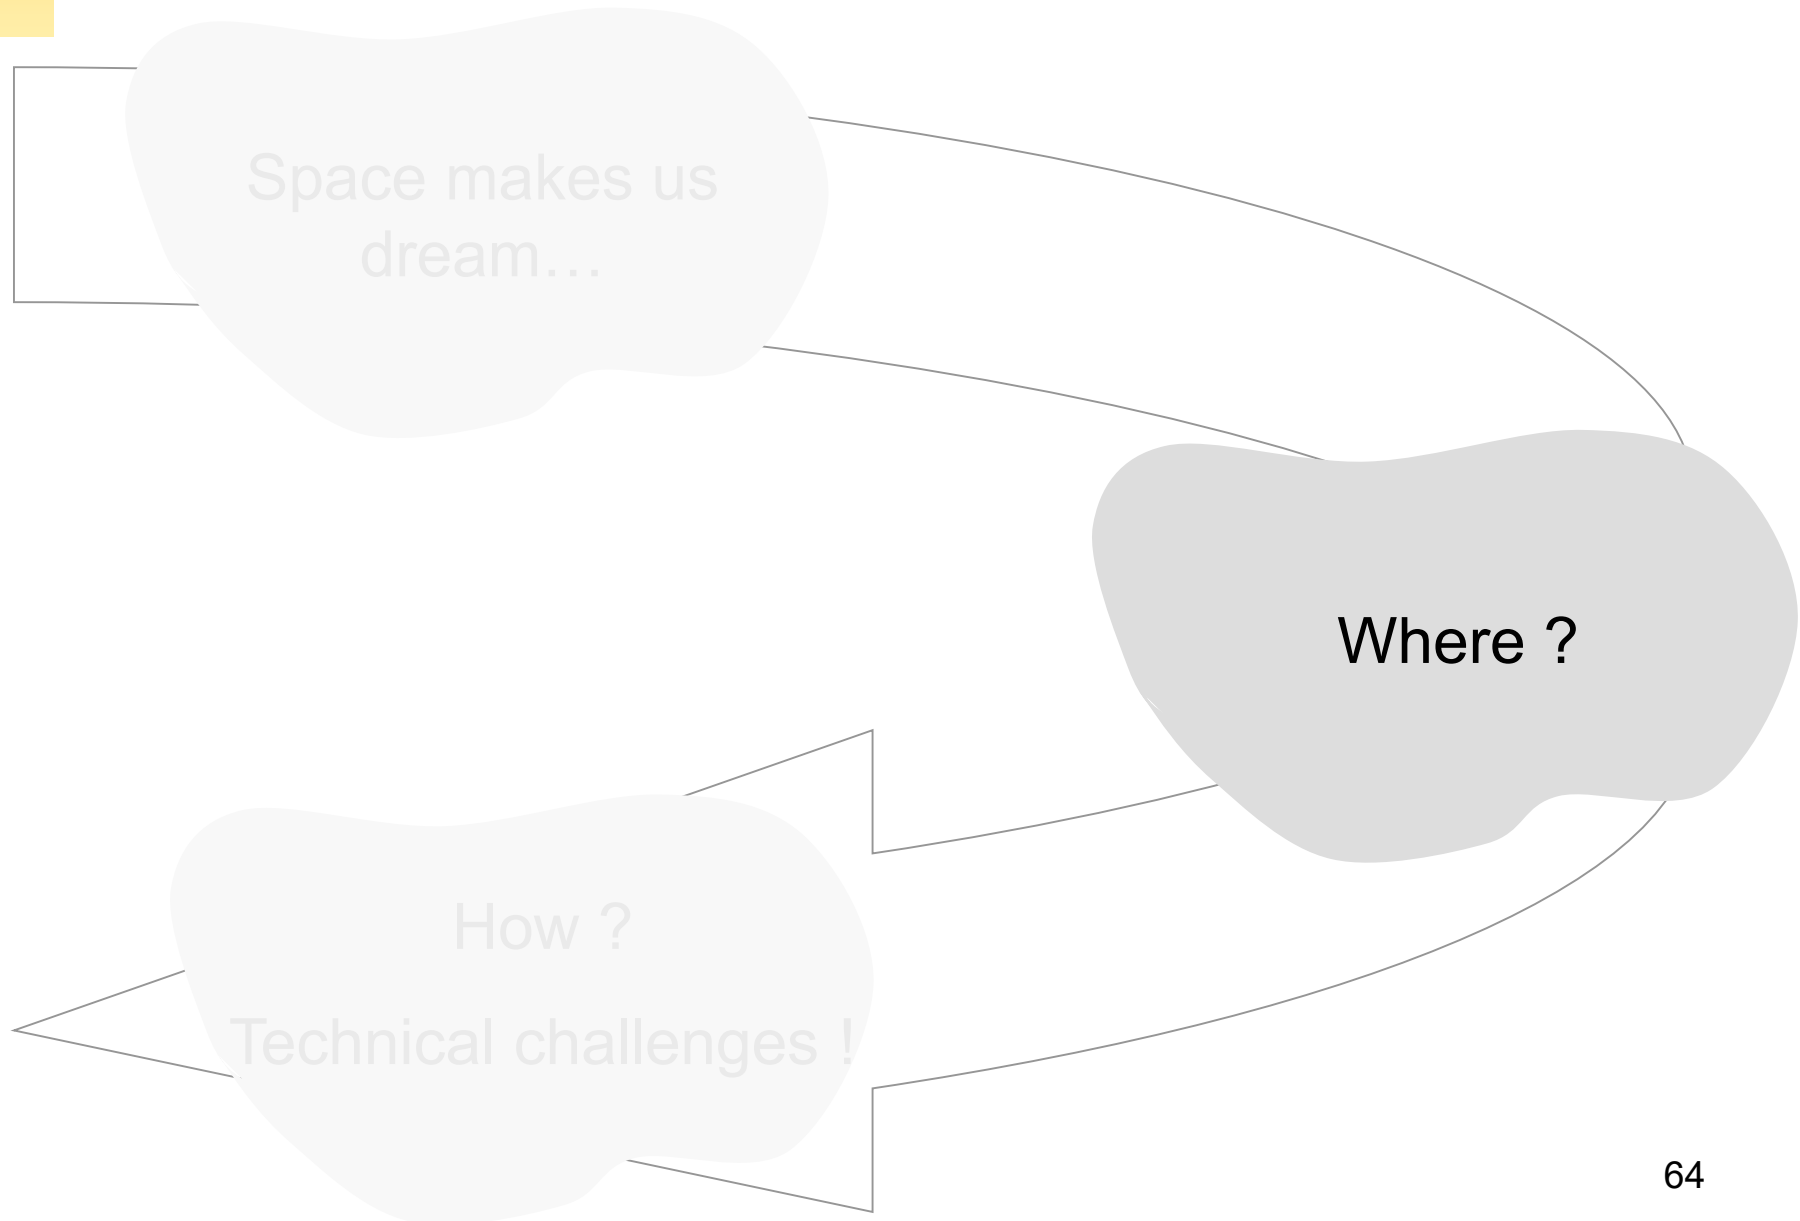 Space makes us
dream…
Where ?
How ?
Technical challenges !
64